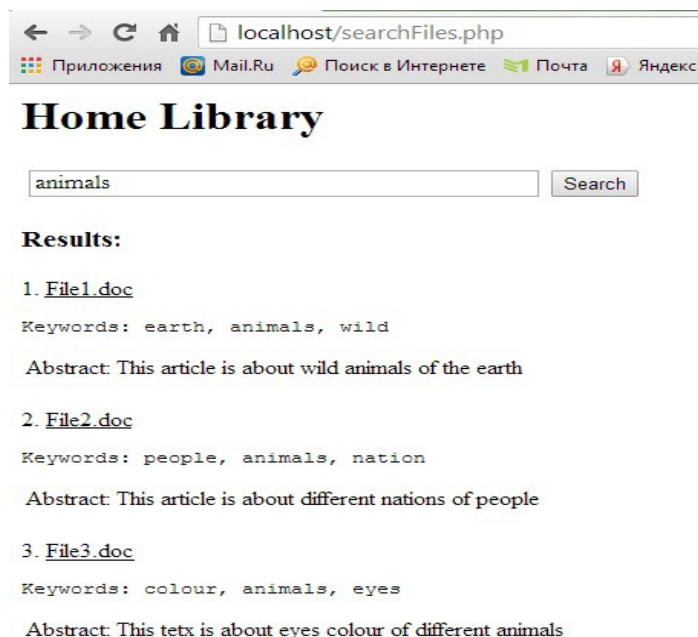 localhost/searchFiles.php
Приложения Mail.Ru Поиск в Интернете Почта Я Яндекс
Home Library
animals Search
Results:
1. File1.doc
Keywords: earth, animals, wild
Abstract: This article is about wild animals of the earth
2. File2.doc
Keywords: people, animals, nation
Abstract: This article is about different nations of people
3. File3.doc
Keywords: colour, animals, eyes
Abstract: This tetx is about eyes colour of different animals